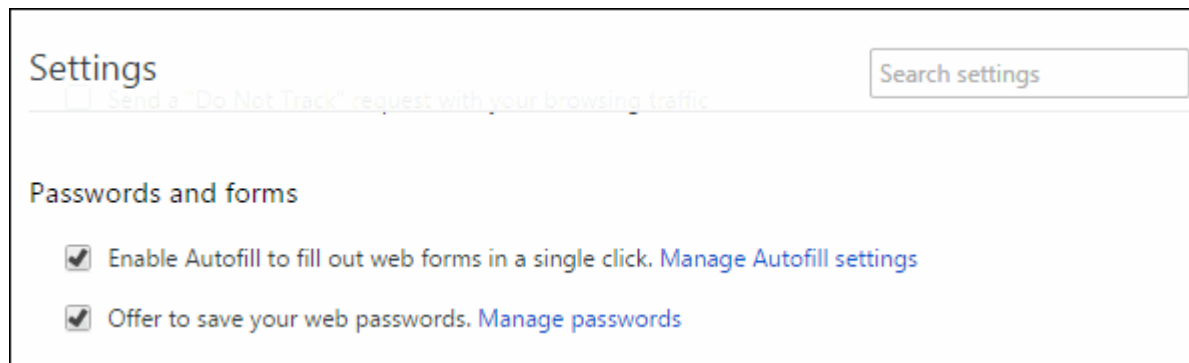 Settings
Search settings
Send a "Do Not Track" request with your browsing traffic
Passwords and forms
Enable Autofill to fill out web forms in a single click. Manage Autofill settings
Offer to save your web passwords. Manage passwords